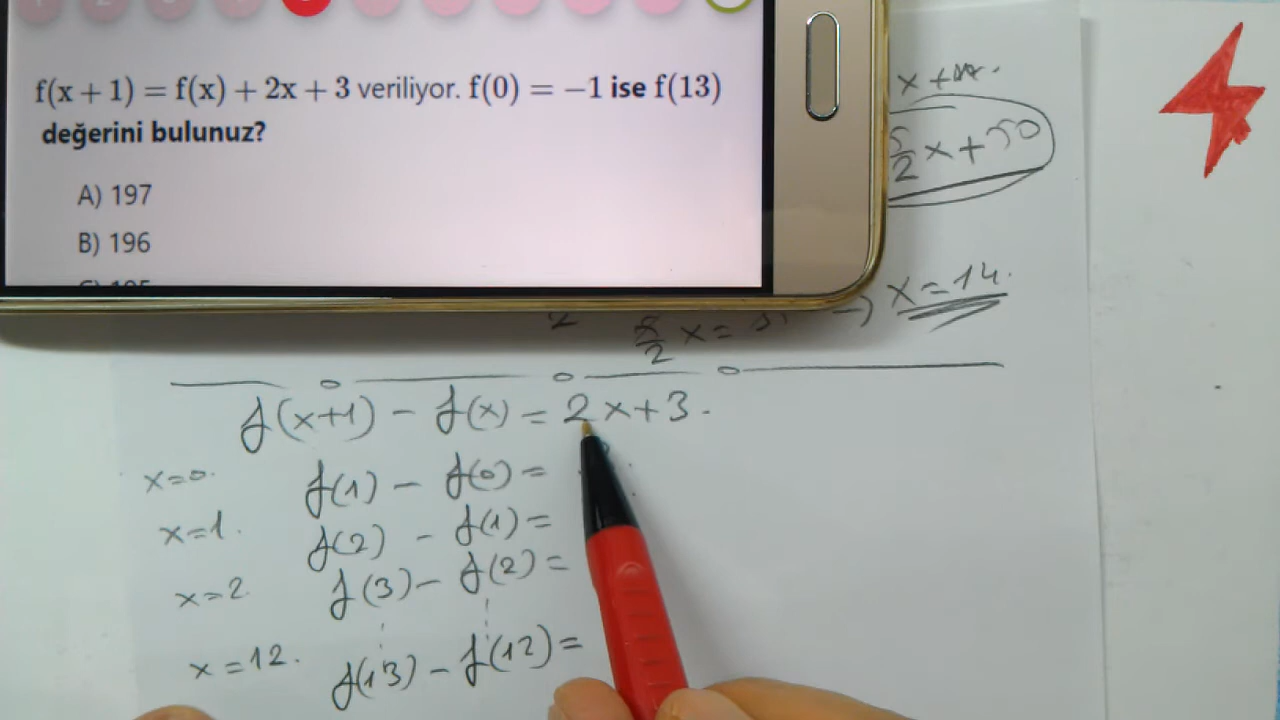 f(x + 1) = f(x) + 2x + 3 veriliyor. f(0) = −1 ise f(13)
değerini bulunuz?
A) 197
B) 196
x +
x + 50
x = 14.
x =
f(x+1) − f(x) = 2x+3.
x=0. f(1) − f(0) =
x=1. f(2) − f(1) =
x=2 f(3) − f(2) =
x=12. f(13) − f(12) =